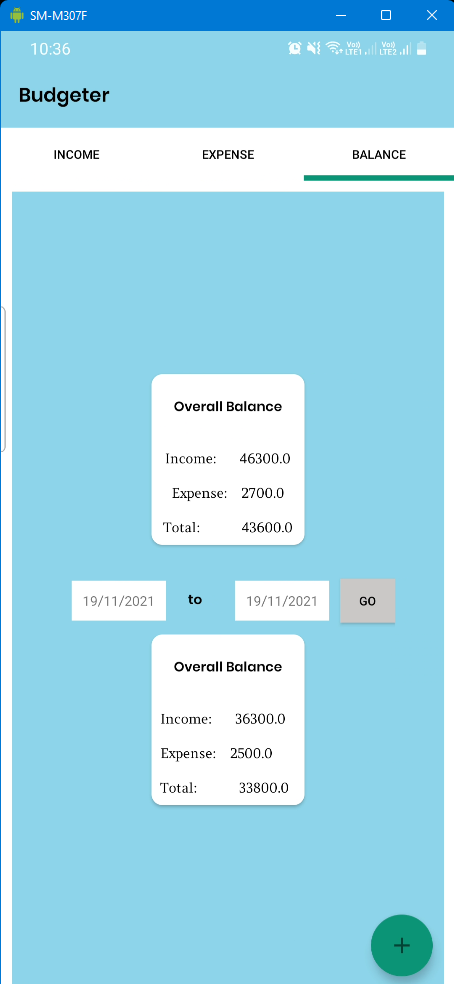 SM-M307F
10:36
Vo)) LTE1 Vo)) LTE2
Budgeter
INCOME EXPENSE BALANCE
Overall Balance
Income: 46300.0
Expense: 2700.0
Total: 43600.0
19/11/2021 to 19/11/2021 GO
Overall Balance
Income: 36300.0
Expense: 2500.0
Total: 33800.0
+